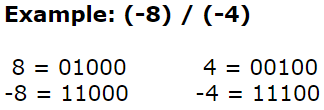 Example: (-8) / (-4)
8 = 01000 4 = 00100
-8 = 11000 -4 = 11100